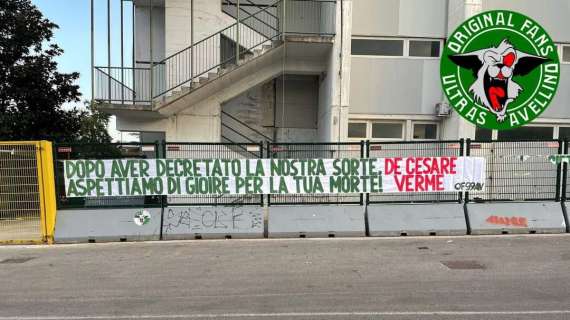 DOPO AVER DECRETATO LA NOSTRA SORTE, DE CESARE
ASPETTIAMO DI GIOIRE PER LA TUA MORTE! VERME
ORIGINAL FANS
ULTRAS AVELLINO